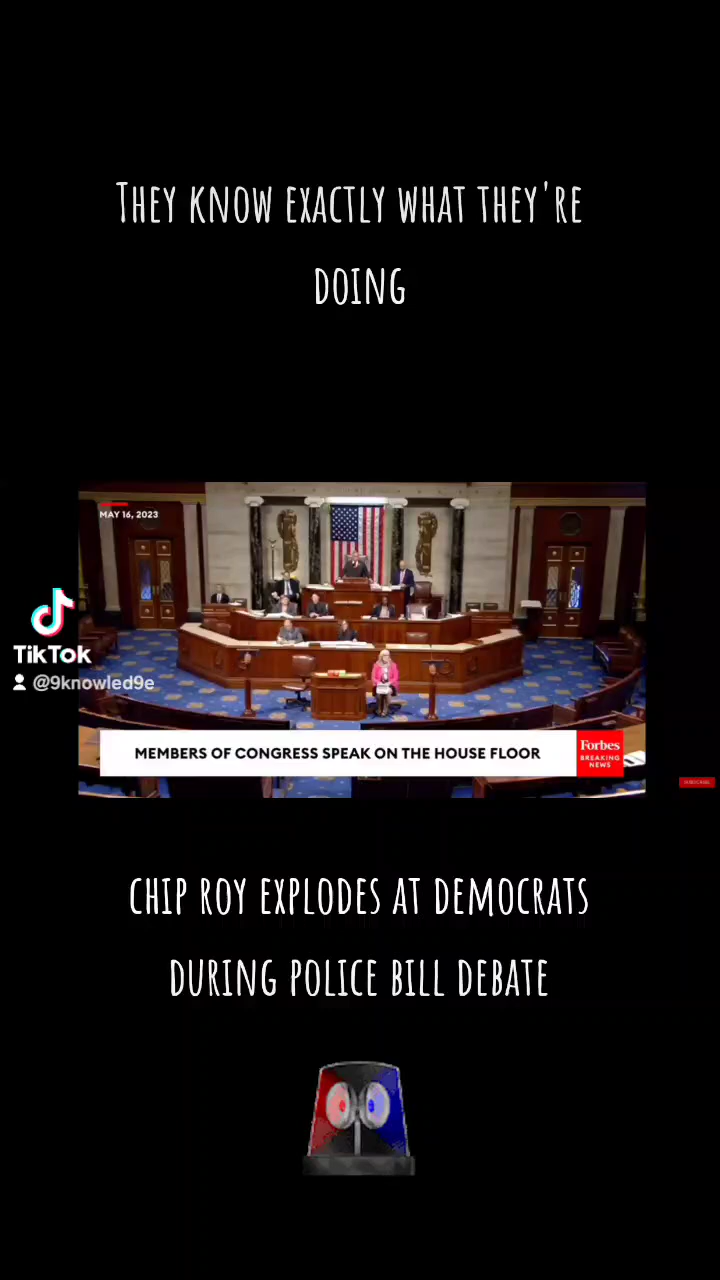 THEY KNOW EXACTLY WHAT THEY'RE
DOING
MAY 16, 2023
TikTok
@9knowled9e
MEMBERS OF CONGRESS SPEAK ON THE HOUSE FLOOR
Forbes
BREAKING
NEWS
SUBSCRIBE
CHIP ROY EXPLODES AT DEMOCRATS
DURING POLICE BILL DEBATE